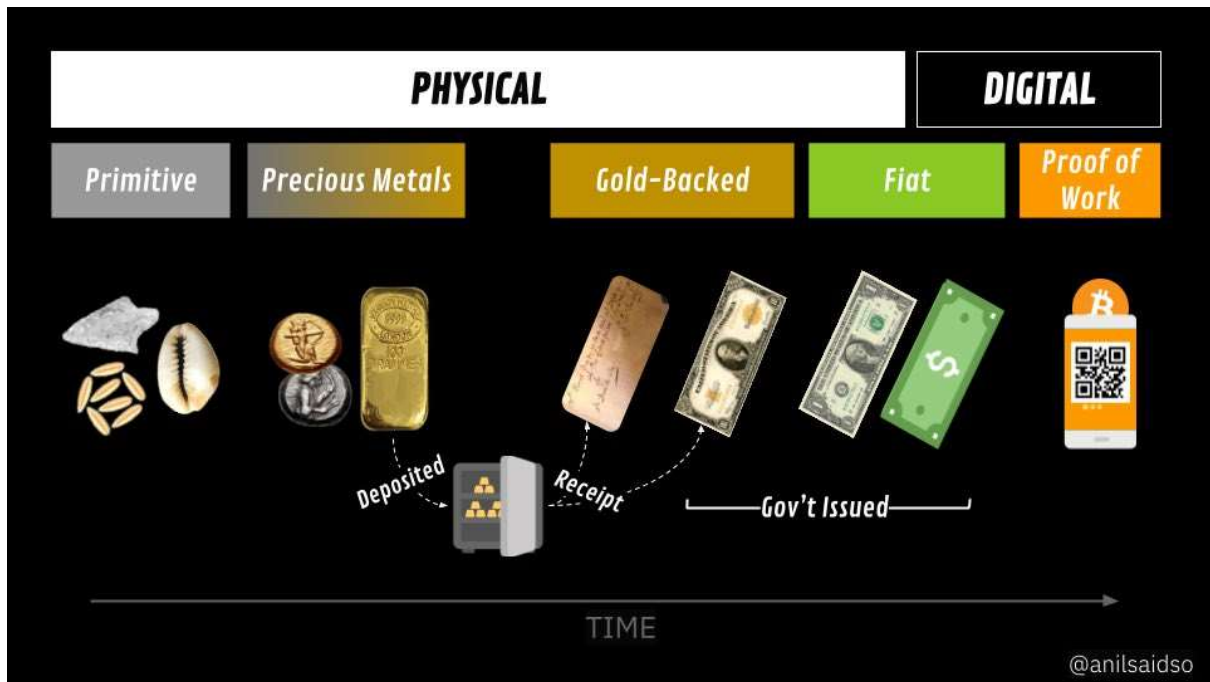 PHYSICAL
DIGITAL
Primitive
Precious Metals
Gold-Backed
Fiat
Proof of
Work
Deposited
Receipt
Gov't Issued
TIME
@anilsaidso